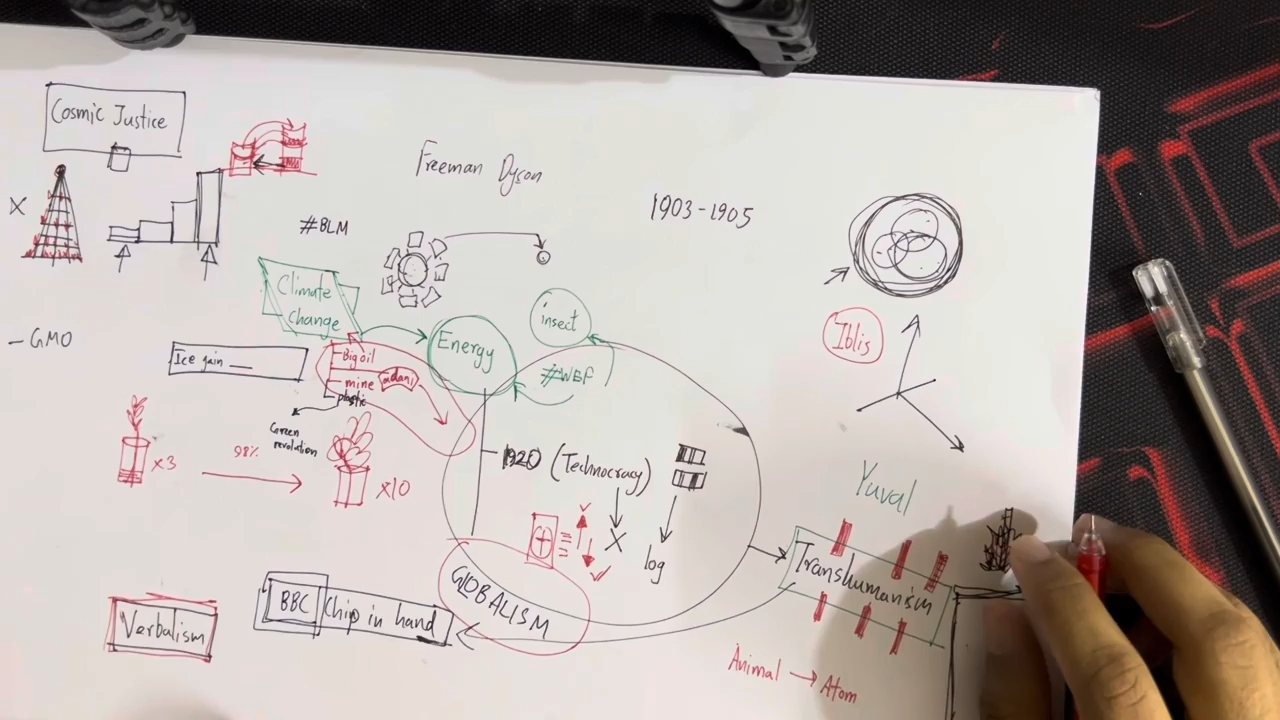 Cosmic Justice
Freeman Dyson
1903-1905
X
#BLM
Climate
change
insect
Energy
Iblis
- GMO
Ice gain
Big oil
mine adani
plastic
#WEF
Green
revolution
98%
x3
x10
1920 (Technocracy)
X
log
Yuval
Transhumanism
GLOBALISM
BBC Chip in hand
Verbalism
Animal → Atom